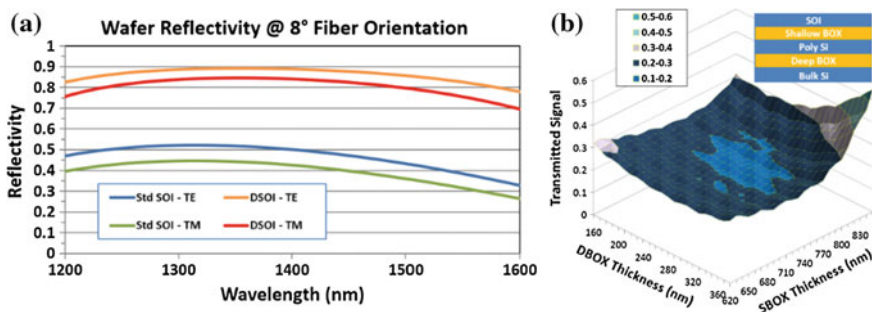 (a)
Wafer Reflectivity @ 8° Fiber Orientation
1
0.9
0.8
0.7
0.6
0.5
0.4
0.3
0.2
0.1
0
Reflectivity
Std SOI - TE
DSOI - TE
Std SOI - TM
DSOI - TM
1200
1300
1400
1500
1600
Wavelength (nm)
(b)
0.5-0.6
0.4-0.5
0.3-0.4
0.2-0.3
0.1-0.2
SOI
Shallow BOX
Poly Si
Deep BOX
Bulk Si
0.6
0.5
0.4
0.3
0.2
0.1
0
Transmitted Signal
160
200
240
280
320
360
DBOX Thickness (nm)
620
650
680
710
740
770
800
830
SBOX Thickness (nm)